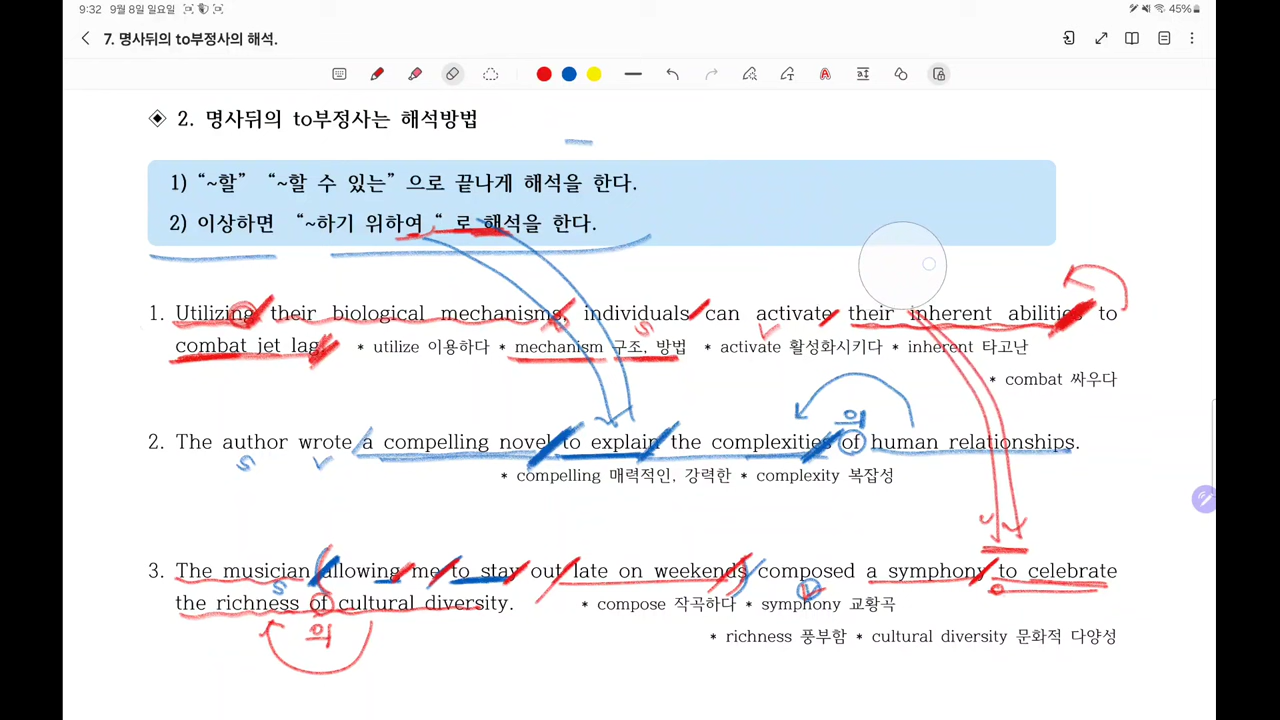 9:32 9월 8일 일요일 45%
7. 명사뒤의 to부정사의 해석.
◈ 2. 명사뒤의 to부정사는 해석방법
1) “~할” “~할 수 있는” 으로 끝나게 해석을 한다.
2) 이상하면 “~하기 위하여 “ 로 해석을 한다.
1. Utilizing their biological mechanisms, individuals can activate their inherent abilities to
S
combat jet lag. * utilize 이용하다 * mechanism 구조, 방법 * activate 활성화시키다 * inherent 타고난
V
* combat 싸우다
의
2. The author wrote a compelling novel to explain the complexities of human relationships.
S V
* compelling 매력적인, 강력한 * complexity 복잡성
3. The musician allowing me to stay out late on weekends composed a symphony to celebrate
S V
the richness of cultural diversity. * compose 작곡하다 * symphony 교황곡
의
* richness 풍부함 * cultural diversity 문화적 다양성